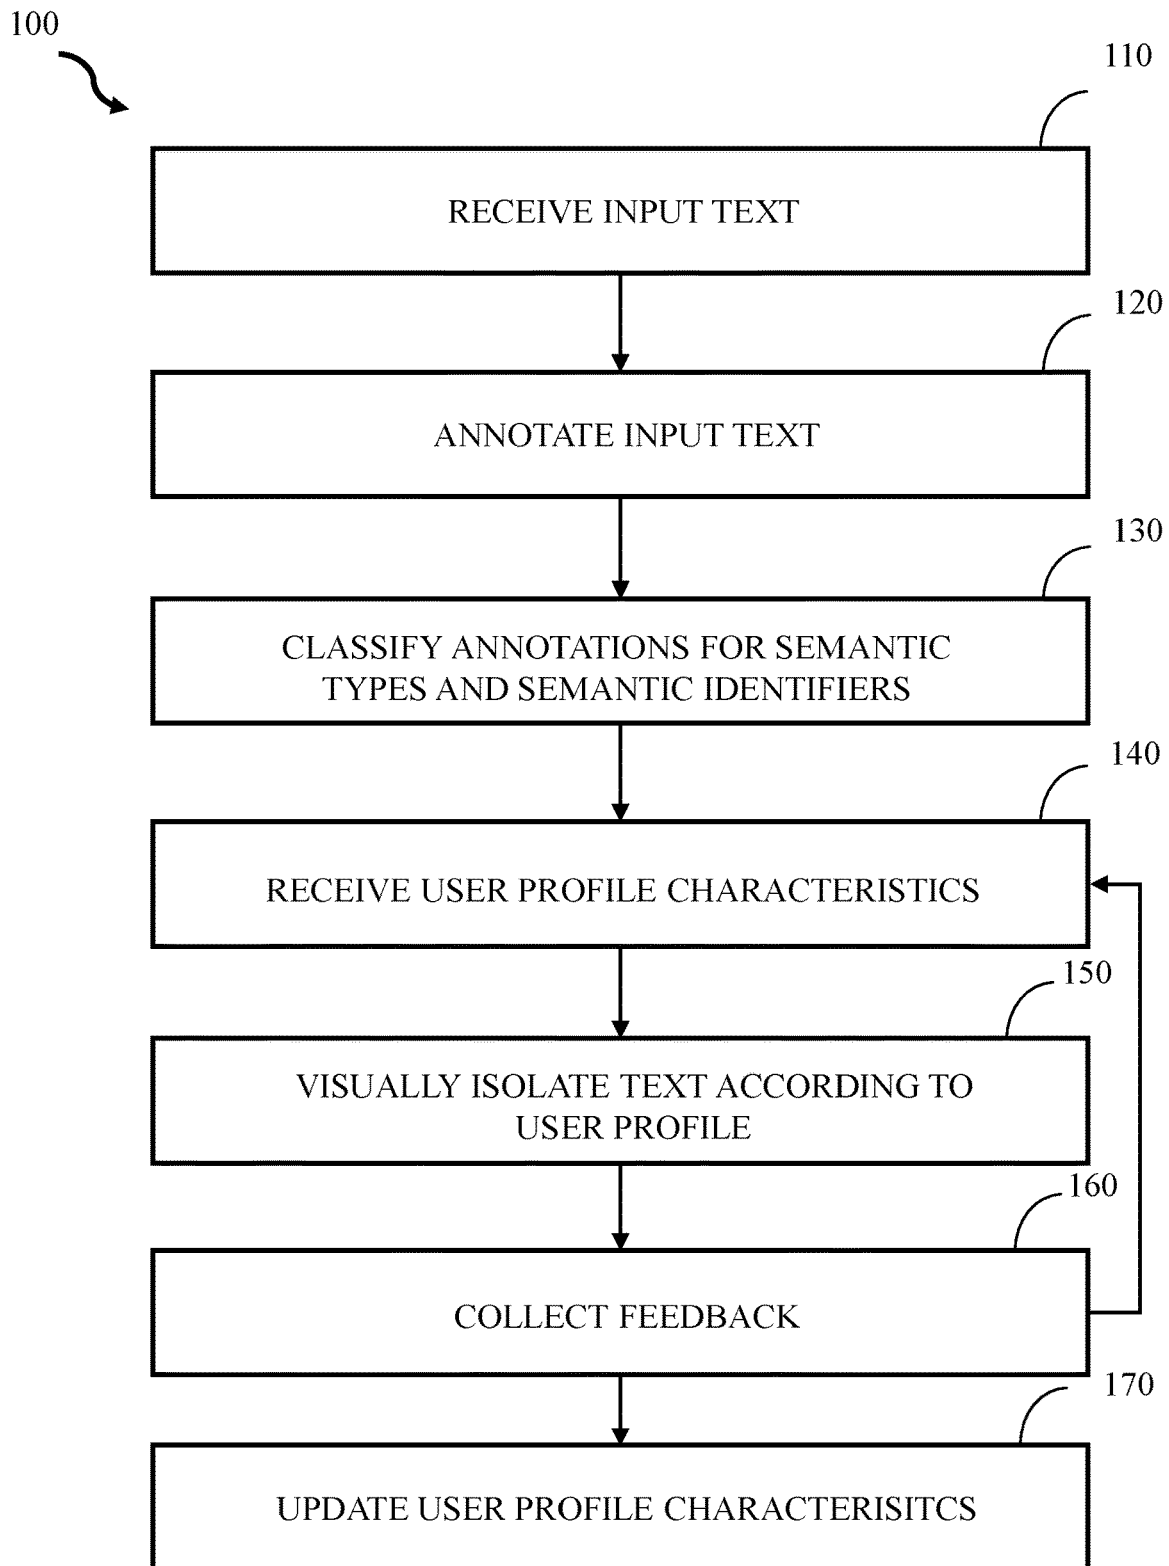 100
110
RECEIVE INPUT TEXT
120
ANNOTATE INPUT TEXT
130
CLASSIFY ANNOTATIONS FOR SEMANTIC
TYPES AND SEMANTIC IDENTIFIERS
140
RECEIVE USER PROFILE CHARACTERISTICS
150
VISUALLY ISOLATE TEXT ACCORDING TO
USER PROFILE
160
COLLECT FEEDBACK
170
UPDATE USER PROFILE CHARACTERISITCS